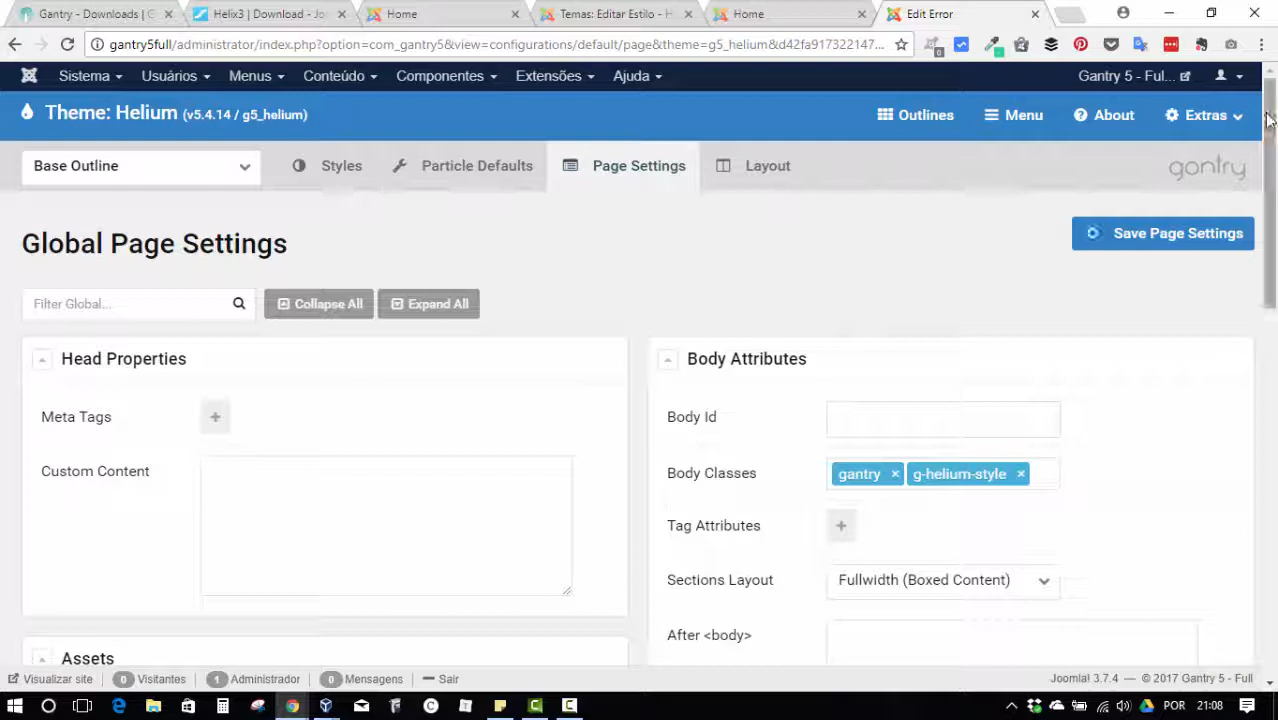 Gantry - Downloads | G
Helix3 | Download - Jo
Home
Temas: Editar Estilo - H
Home
Edit Error
gantry5full/administrator/index.php?option=com_gantry5&view=configurations/default/page&theme=g5_helium&d42fa917322147...
Sistema
Usuários
Menus
Conteúdo
Componentes
Extensões
Ajuda
Gantry 5 - Ful...
Theme: Helium (v5.4.14 / g5_helium)
Outlines
Menu
About
Extras
Base Outline
Styles
Particle Defaults
Page Settings
Layout
gantry
Global Page Settings
Save Page Settings
Filter Global...
Collapse All
Expand All
Head Properties
Body Attributes
Meta Tags
Body Id
Custom Content
Body Classes
gantry ×
g-helium-style ×
Tag Attributes
Sections Layout
Fullwidth (Boxed Content)
After <body>
Assets
Visualizar site
0 Visitantes
1 Administrador
0 Mensagens
Sair
Joomla! 3.7.4 — © 2017 Gantry 5 - Full
POR
21:08